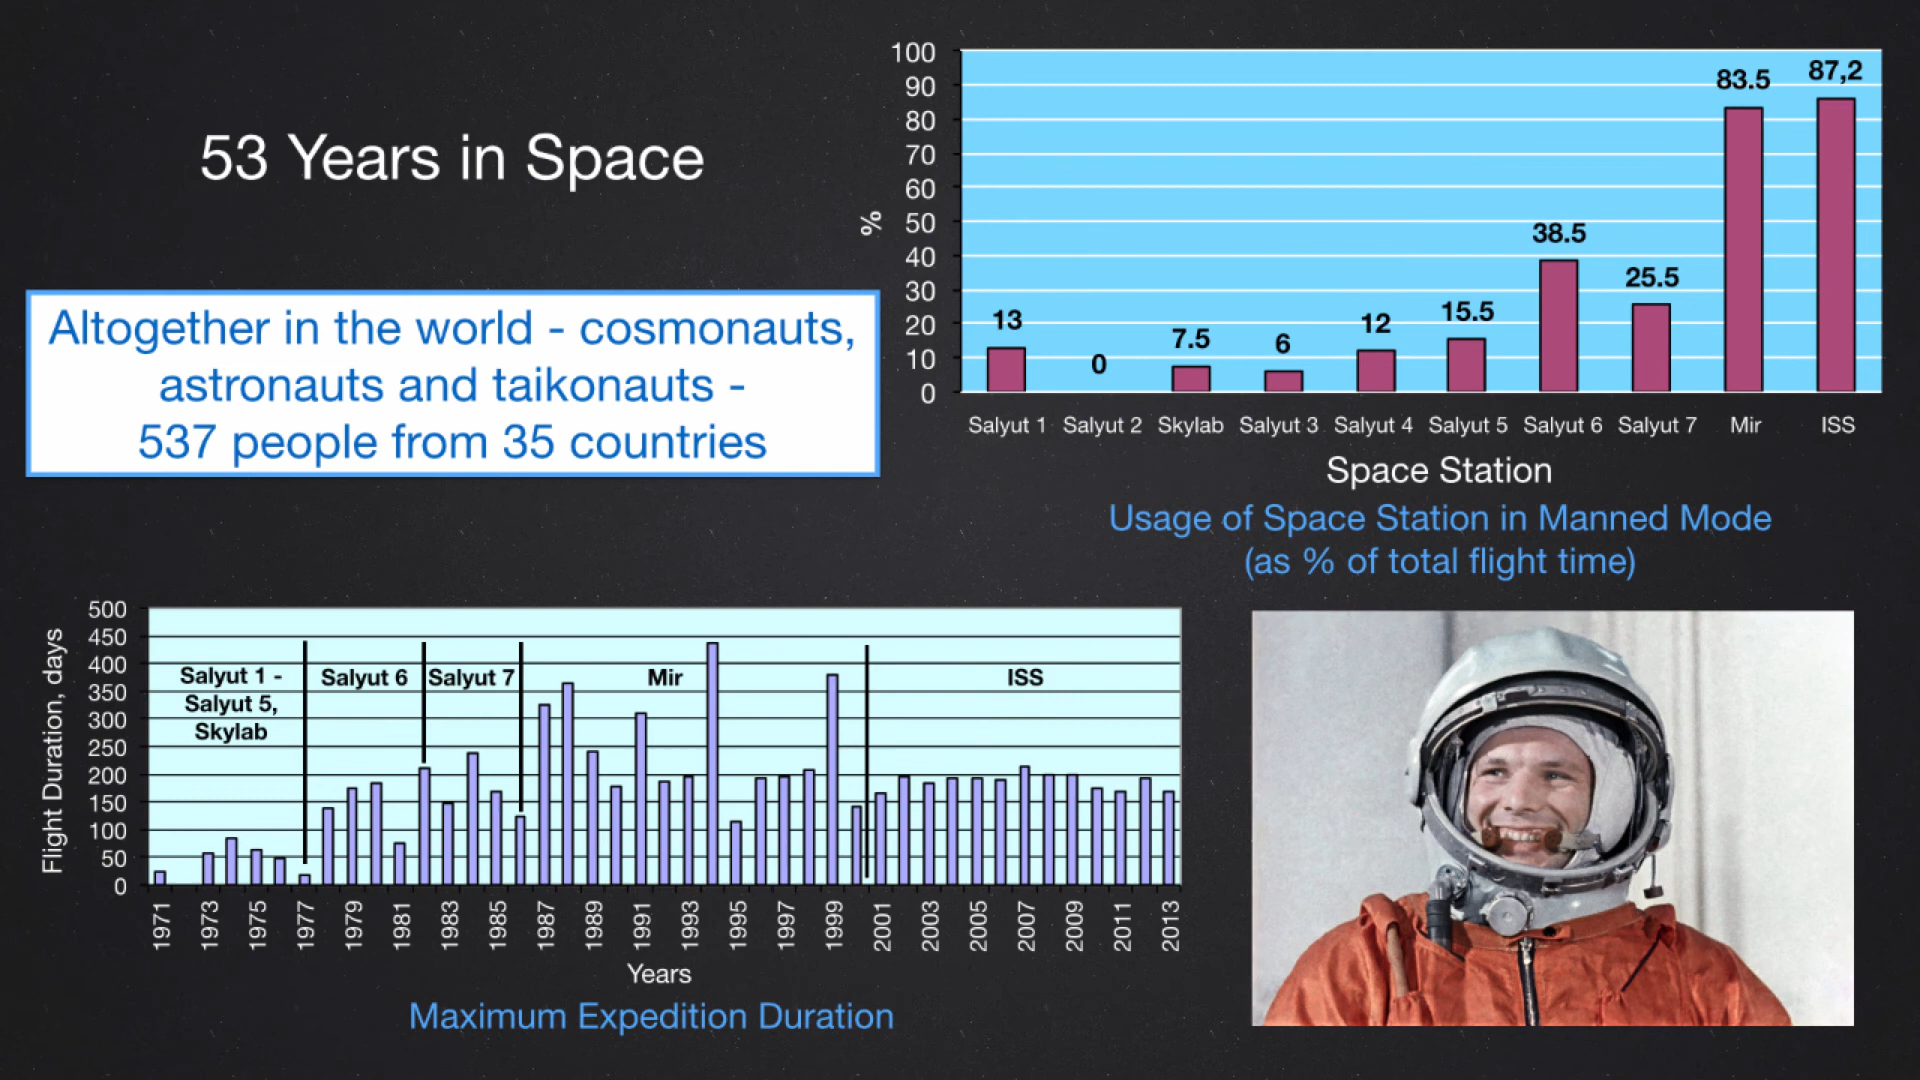 53 Years in Space
Altogether in the world - cosmonauts,
astronauts and taikonauts -
537 people from 35 countries
100
90
80
70
60
50
40
30
20
10
0
%
13
0
7.5
6
12
15.5
38.5
25.5
83.5
87,2
Salyut 1 Salyut 2 Skylab Salyut 3 Salyut 4 Salyut 5 Salyut 6 Salyut 7 Mir ISS
Space Station
Usage of Space Station in Manned Mode
(as % of total flight time)
Flight Duration, days
500
450
400
350
300
250
200
150
100
50
0
Salyut 1 -
Salyut 5,
Skylab
Salyut 6
Salyut 7
Mir
ISS
1971 1973 1975 1977 1979 1981 1983 1985 1987 1989 1991 1993 1995 1997 1999 2001 2003 2005 2007 2009 2011 2013
Years
Maximum Expedition Duration